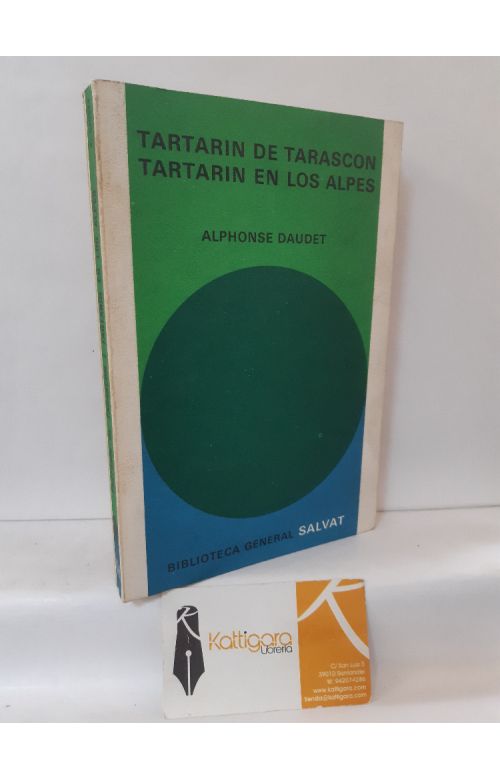 TARTARIN DE TARASCON
TARTARIN EN LOS ALPES
ALPHONSE DAUDET
BIBLIOTECA GENERAL SALVAT
Kattigara
Librería
C/ San Luis 5
39010 Santander
www.kattigara.com
tienda@kattigara.com